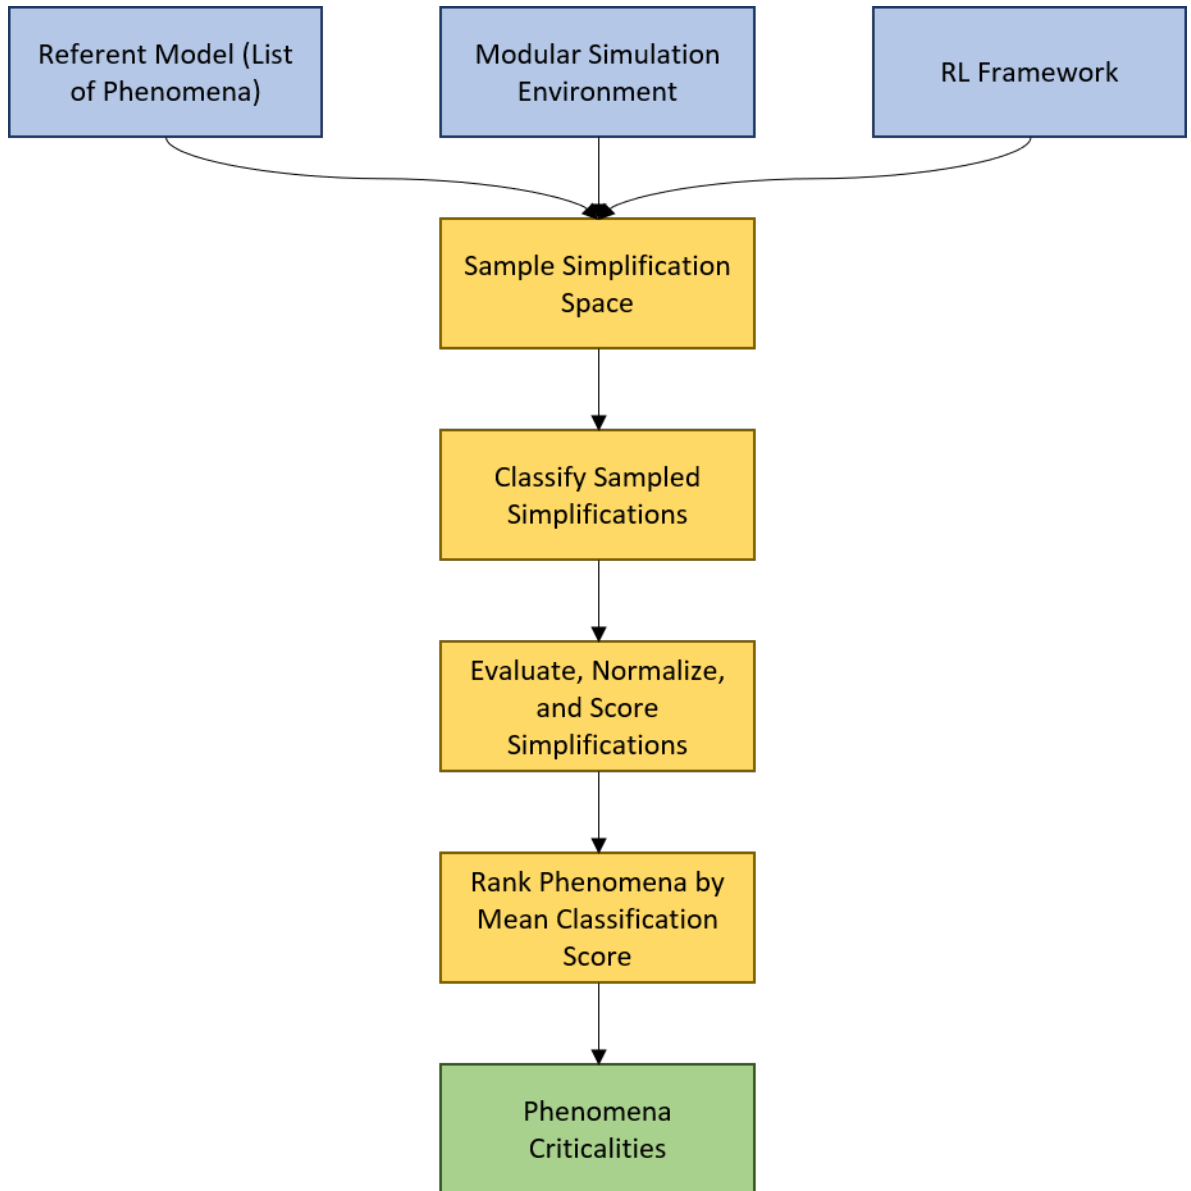 Referent Model (List
of Phenomena)
Modular Simulation
Environment
RL Framework
Sample Simplification
Space
Classify Sampled
Simplifications
Evaluate, Normalize,
and Score
Simplifications
Rank Phenomena by
Mean Classification
Score
Phenomena
Criticalities